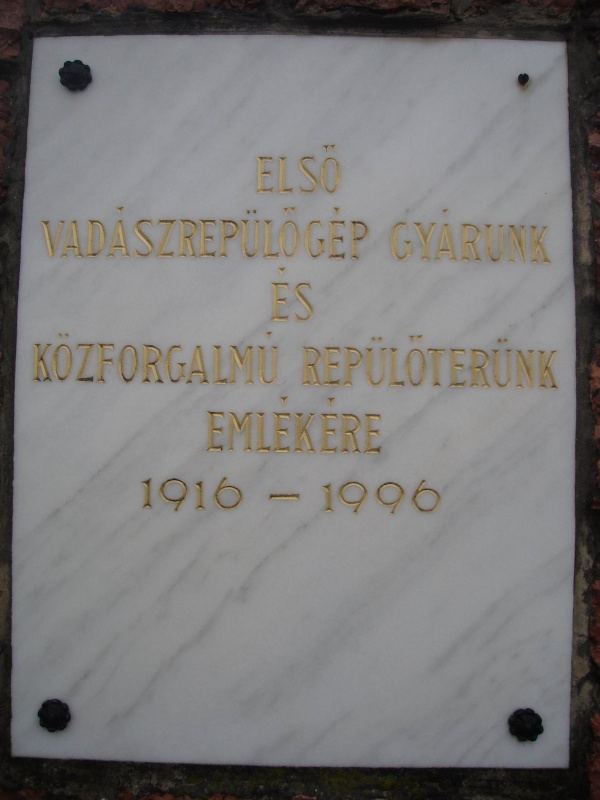 ELSŐ
VADÁSZREPÜLŐGÉP GYÁRUNK
ÉS
KÖZFORGALMÚ REPÜLŐTERÜNK
EMLÉKÉRE
1916 – 1996